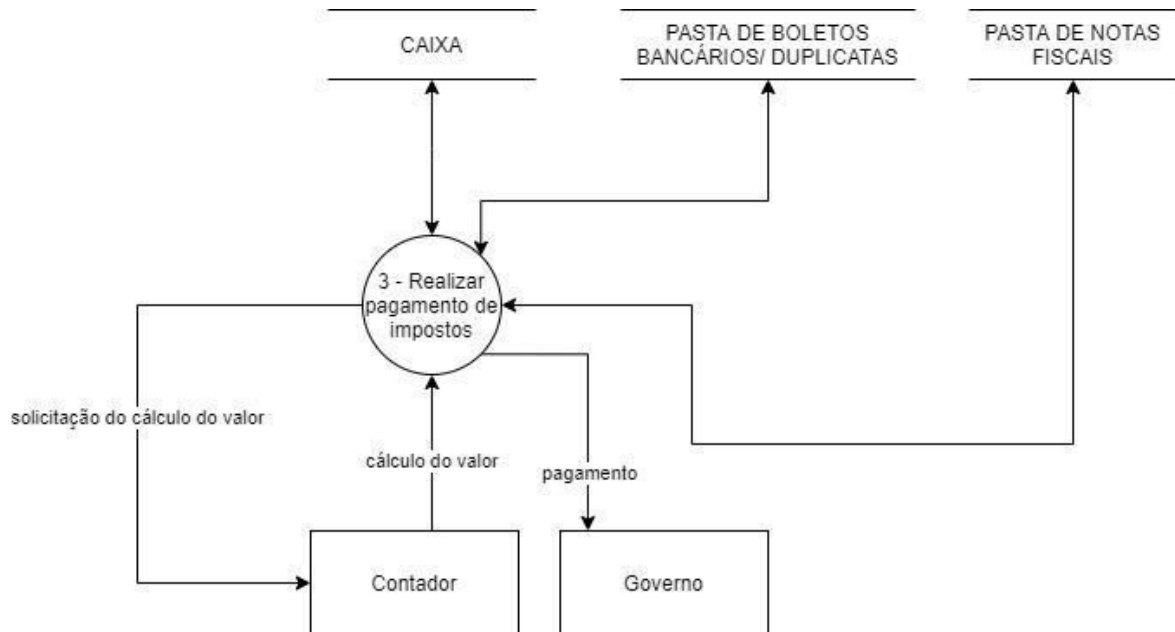 CAIXA
PASTA DE BOLETOS
BANCÁRIOS/ DUPLICATAS
PASTA DE NOTAS
FISCAIS
3 - Realizar
pagamento de
impostos
solicitação do cálculo do valor
cálculo do valor
pagamento
Contador
Governo